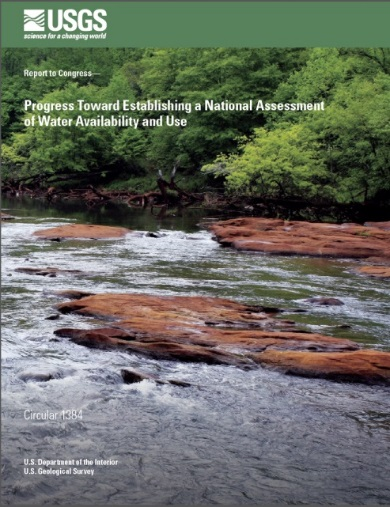 USGS
science for a changing world
Report to Congress
Progress Toward Establishing a National Assessment
of Water Availability and Use
Circular 1384
U.S. Department of the Interior
U.S. Geological Survey